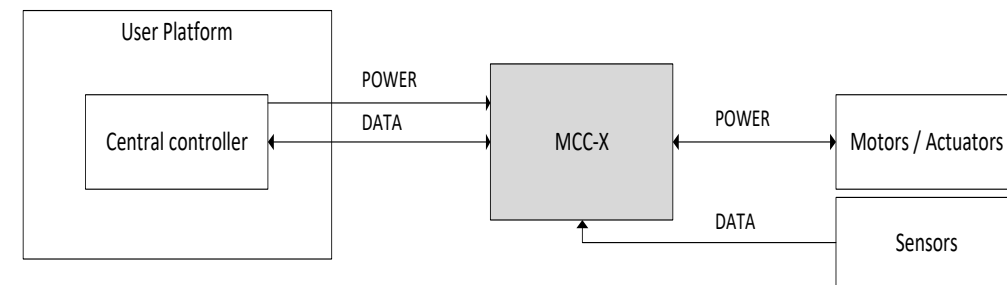 User Platform
POWER
DATA
Central controller
MCC-X
POWER
Motors / Actuators
DATA
Sensors